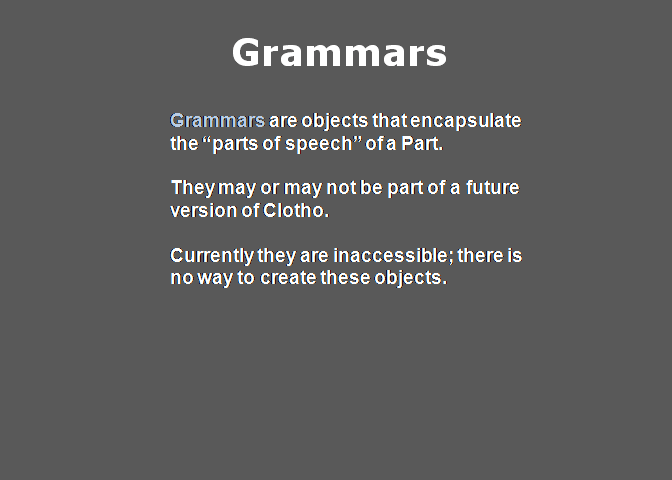 Grammars
Grammars are objects that encapsulate
the “parts of speech” of a Part.
They may or may not be part of a future
version of Clotho.
Currently they are inaccessible; there is
no way to create these objects.